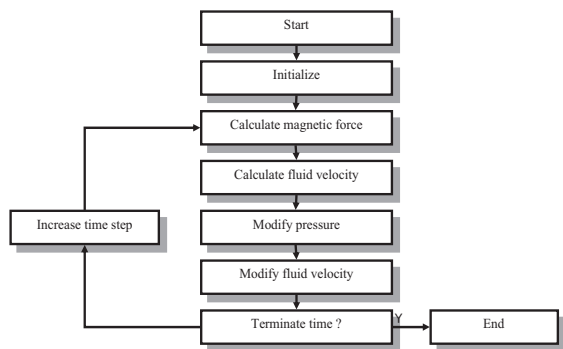 Start
Initialize
Calculate magnetic force
Calculate fluid velocity
Increase time step
Modify pressure
Modify fluid velocity
Terminate time ?
Y
End